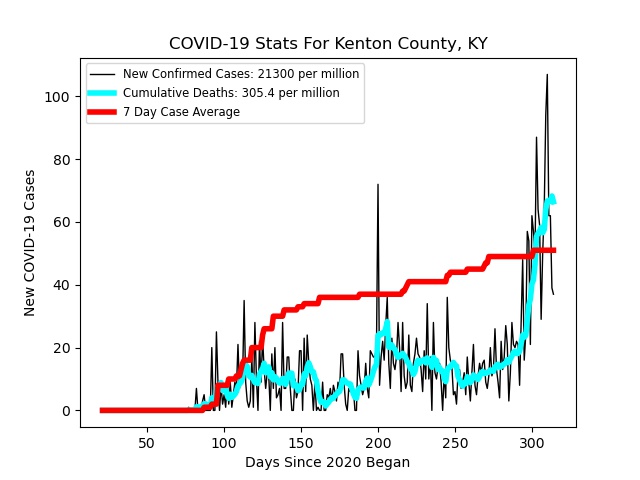 COVID-19 Stats For Kenton County, KY
New Confirmed Cases: 21300 per million
Cumulative Deaths: 305.4 per million
7 Day Case Average
New COVID-19 Cases
100
80
60
40
20
0
50 100 150 200 250 300
Days Since 2020 Began